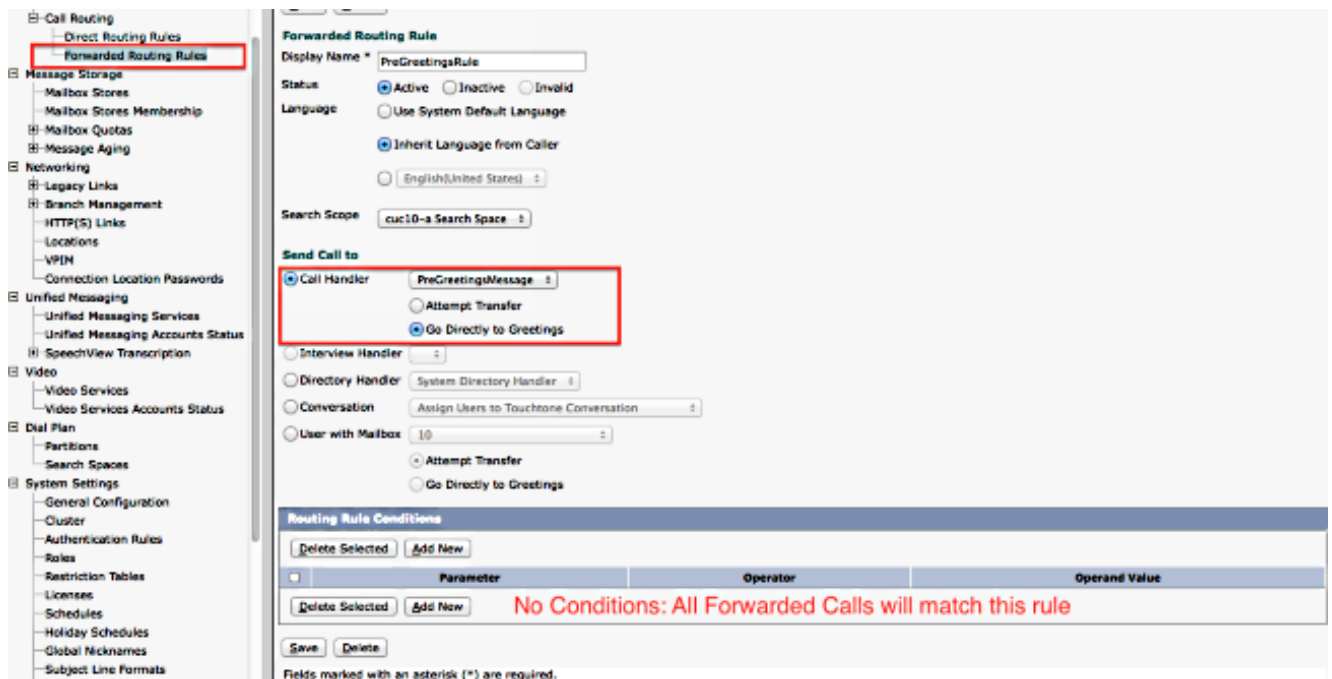 Call Routing
Direct Routing Rules
Forwarded Routing Rules
Message Storage
Mailbox Stores
Mailbox Stores Membership
Mailbox Quotas
Message Aging
Networking
Legacy Links
Branch Management
HTTP(S) Links
Locations
VPIM
Connection Location Passwords
Unified Messaging
Unified Messaging Services
Unified Messaging Accounts Status
SpeechView Transcription
Video
Video Services
Video Services Accounts Status
Dial Plan
Partitions
Search Spaces
System Settings
General Configuration
Cluster
Authentication Rules
Roles
Restriction Tables
Licenses
Schedules
Holiday Schedules
Global Nicknames
Subject Line Formats
Forwarded Routing Rule
Display Name * PreGreetingsRule
Status Active Inactive Invalid
Language Use System Default Language
Inherit Language from Caller
English(United States)
Search Scope cuc10-a Search Space
Send Call to
Call Handler PreGreetingsMessage
Attempt Transfer
Go Directly to Greetings
Interview Handler
Directory Handler System Directory Handler
Conversation Assign Users to Touchtone Conversation
User with Mailbox 10
Attempt Transfer
Go Directly to Greetings
Routing Rule Conditions
Delete Selected Add New
Parameter Operator Operand Value
Delete Selected Add New No Conditions: All Forwarded Calls will match this rule
Save Delete
Fields marked with an asterisk (*) are required.